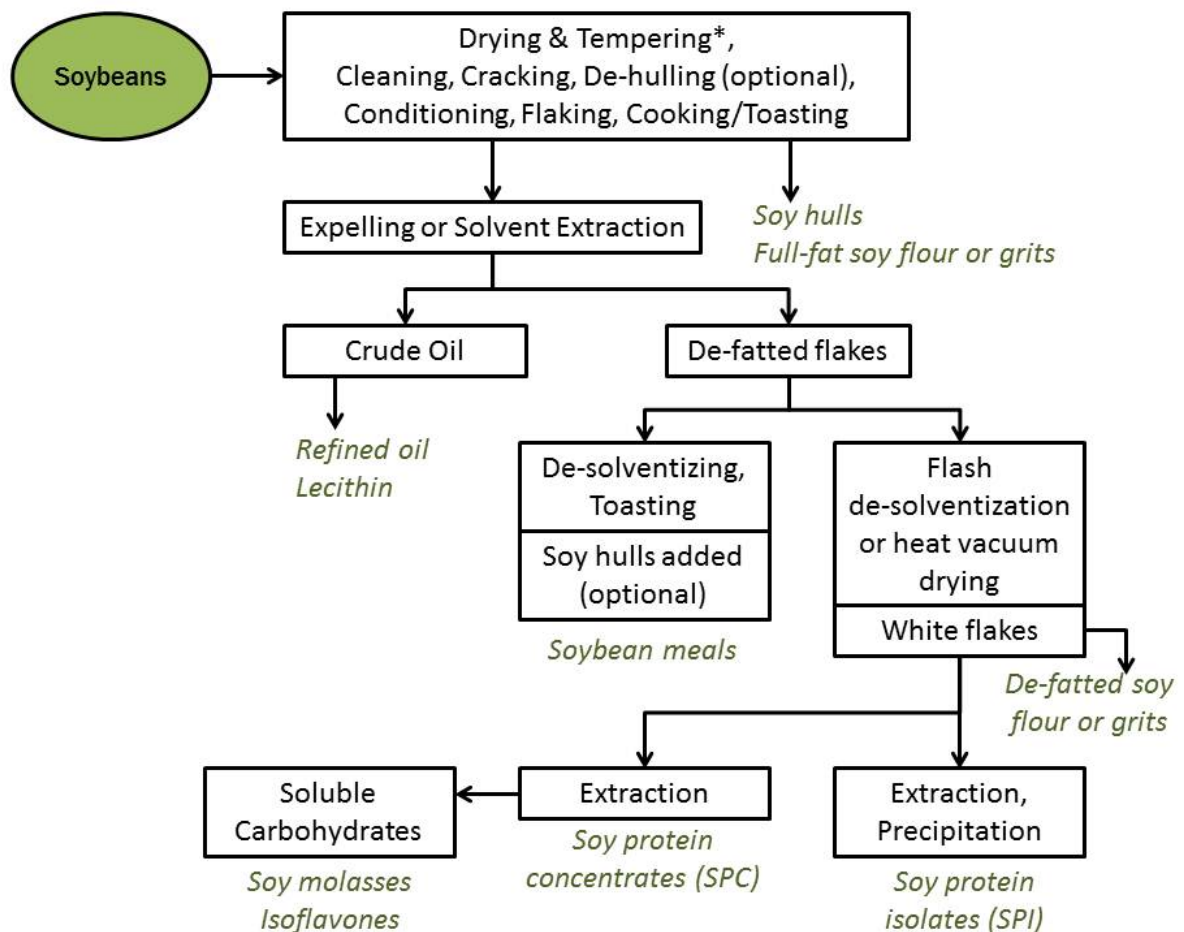 Soybeans
Drying & Tempering*,
Cleaning, Cracking, De-hulling (optional),
Conditioning, Flaking, Cooking/Toasting
Expelling or Solvent Extraction
Soy hulls
Full-fat soy flour or grits
Crude Oil
De-fatted flakes
Refined oil
Lecithin
De-solventizing,
Toasting
Soy hulls added
(optional)
Soybean meals
Flash
de-solventization
or heat vacuum
drying
White flakes
De-fatted soy
flour or grits
Soluble
Carbohydrates
Soy molasses
Isoflavones
Extraction
Soy protein
concentrates (SPC)
Extraction,
Precipitation
Soy protein
isolates (SPI)